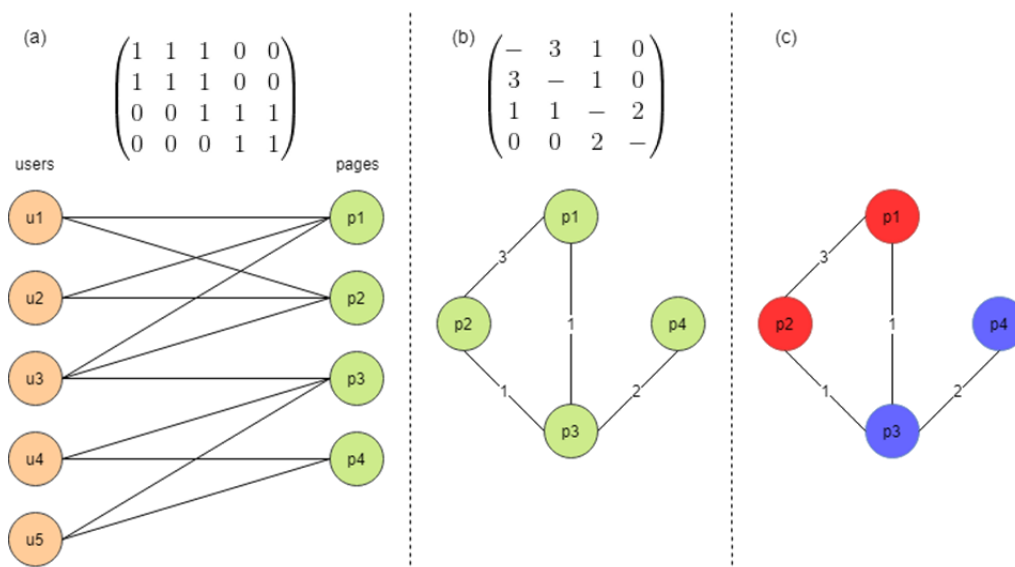 (a)
1 1 1 0 0
1 1 1 0 0
0 0 1 1 1
0 0 0 1 1
users
pages
u1
p1
u2
p2
u3
p3
u4
p4
u5
(b)
− 3 1 0
3 − 1 0
1 1 − 2
0 0 2 −
p1
3
p2
1
p4
1
2
p3
(c)
p1
3
p2
1
p4
1
2
p3